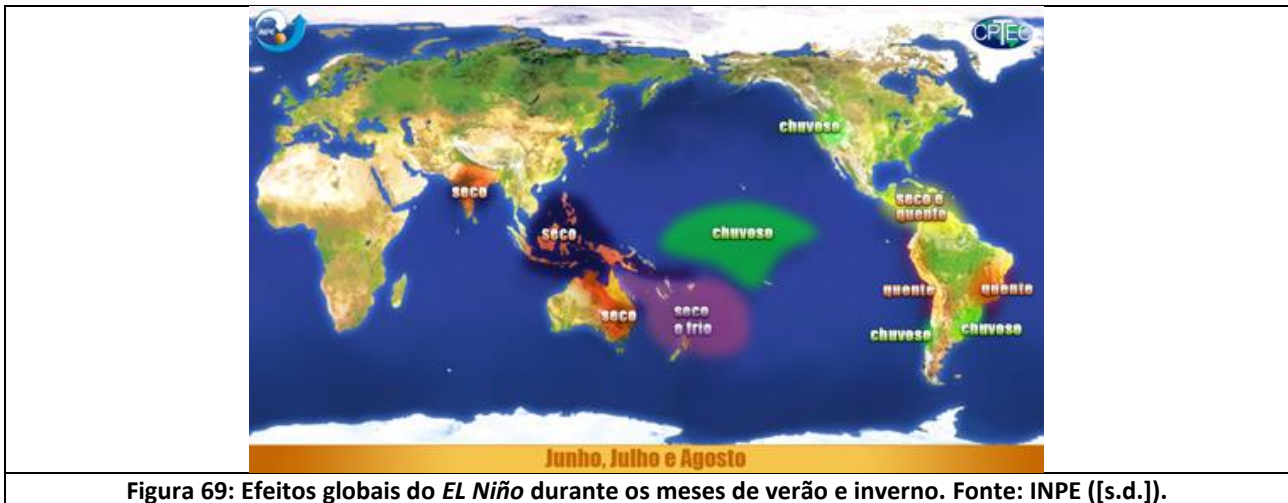 INPE
CPTEC
chuvoso
seco
seco e
quente
seco
chuvoso
quente
quente
seco
seco
e frio
chuvoso
chuvoso
Junho, Julho e Agosto
Figura 69: Efeitos globais do EL Niño durante os meses de verão e inverno. Fonte: INPE ([s.d.]).